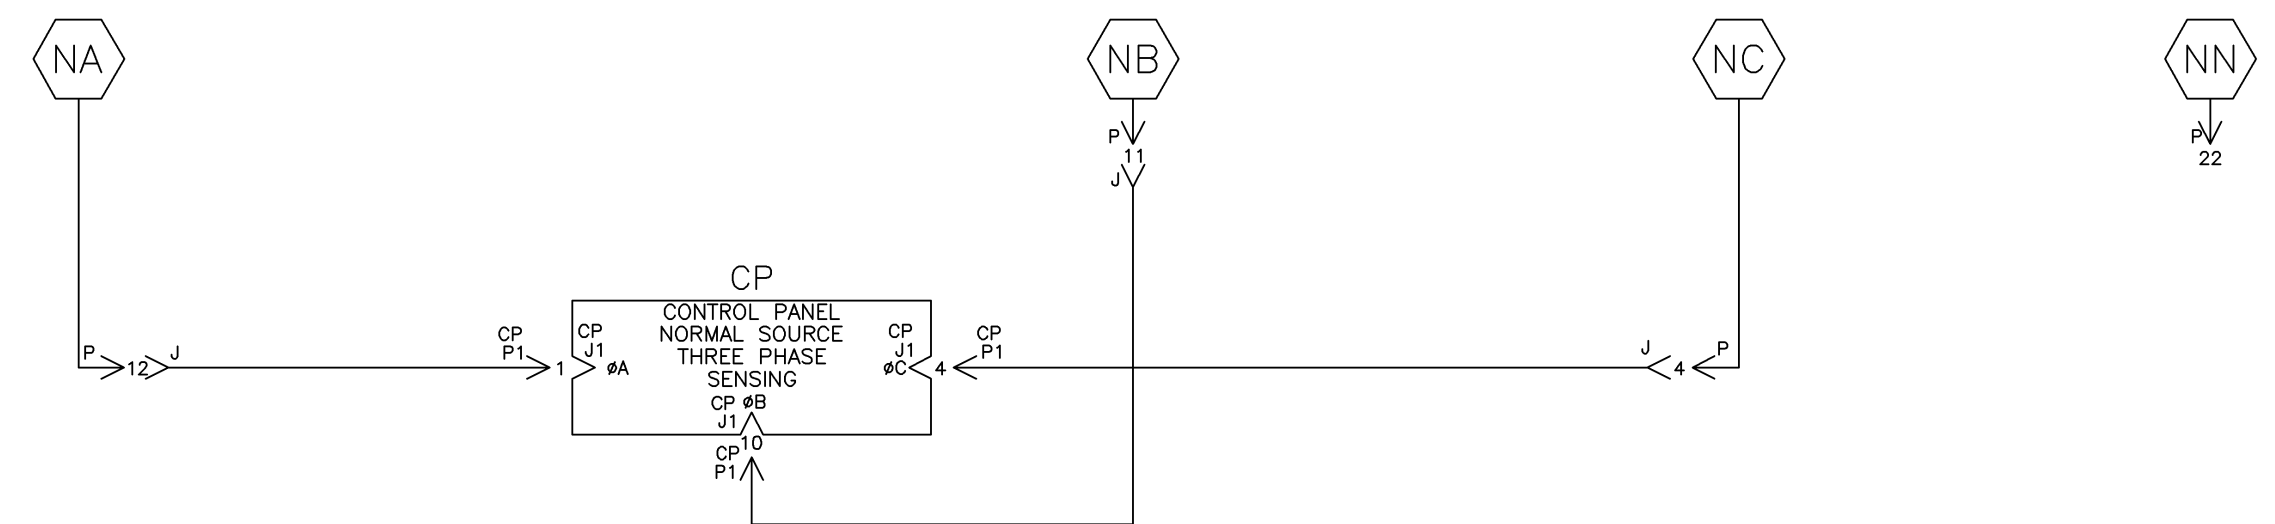 NA
NB
NC
NN
P
11
J
P
22
CP
CONTROL PANEL
NORMAL SOURCE
THREE PHASE
SENSING
P
12
J
CP
P1
1
CP
J1
øA
CP
J1
øC
4
CP
P1
J
4
P
CP øB
J1
10
CP
P1